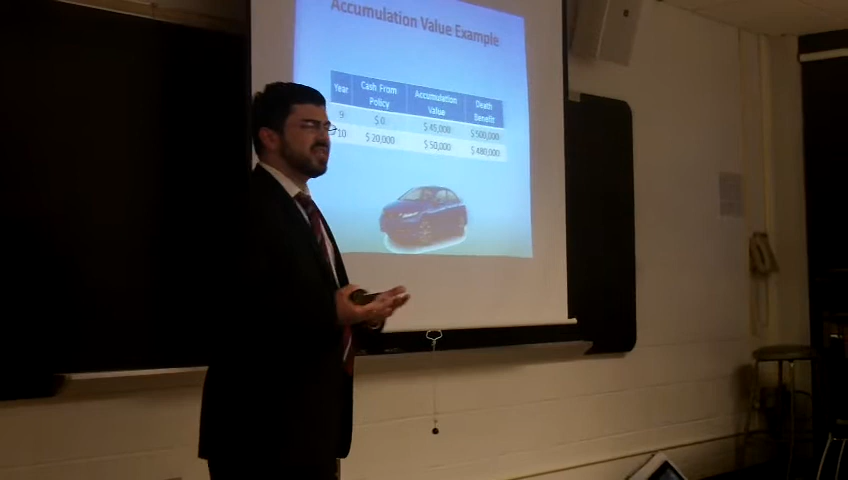 Accumulation Value Example
Year Cash From Policy Accumulation Value Death Benefit
9 $ 0 $ 45,000 $ 500,000
10 $ 20,000 $ 50,000 $ 480,000